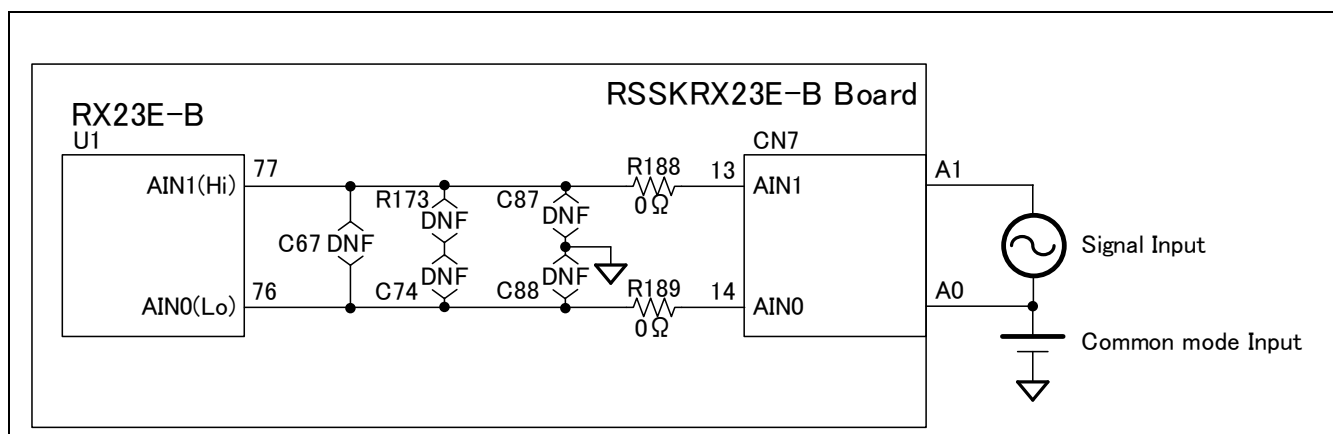 RSSKRX23E-B Board
RX23E-B
U1
CN7
77
R188
13
A1
AIN1(Hi)
R173
C87
0Ω
AIN1
DNF
DNF
C67 DNF
Signal Input
DNF
DNF
76
C74
C88
R189
14
A0
AIN0(Lo)
0Ω
AIN0
Common mode Input